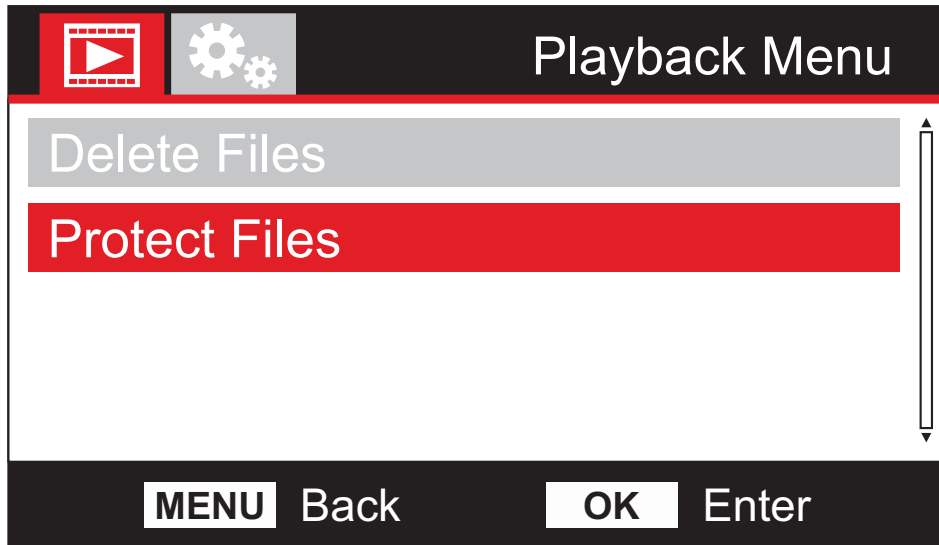 Playback Menu
Delete Files
Protect Files
MENU Back OK Enter